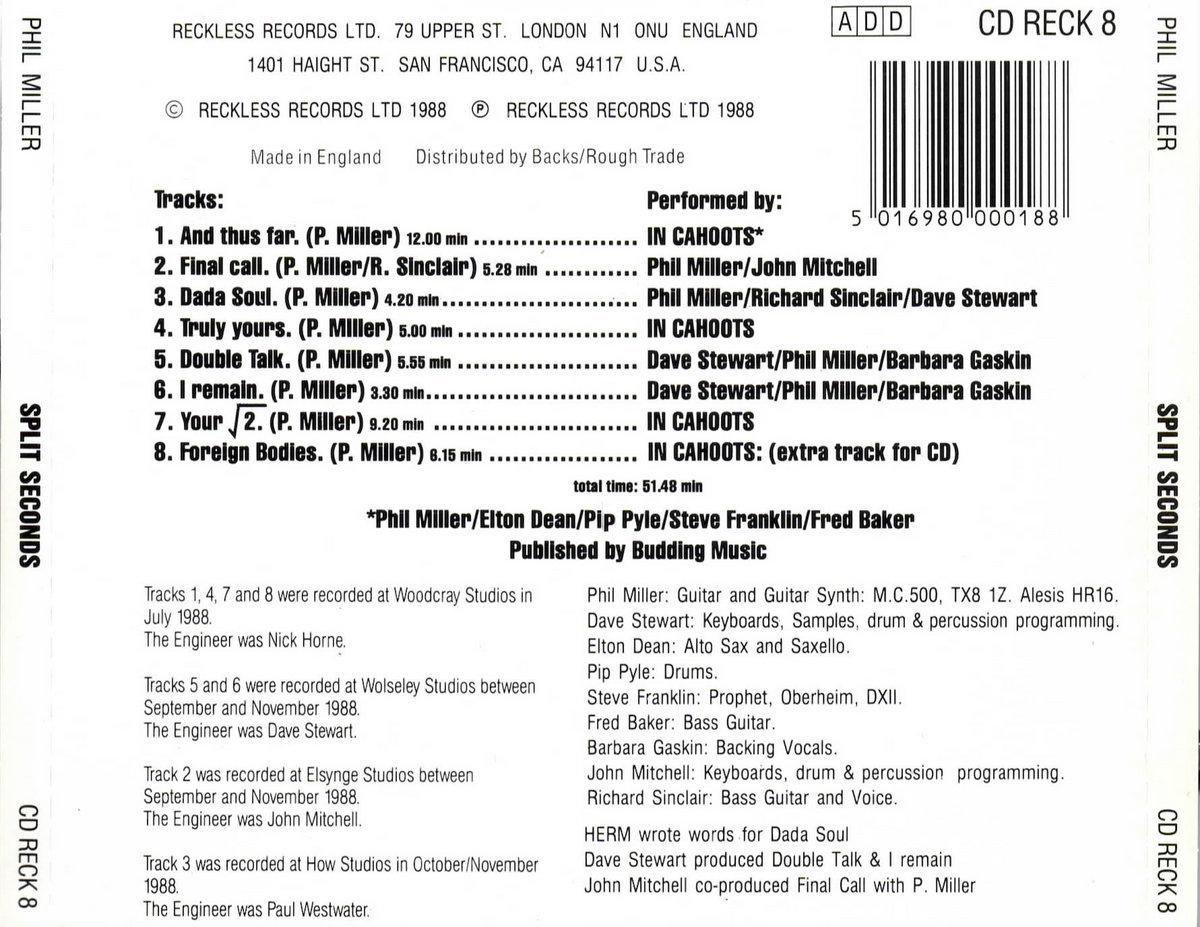 PHIL MILLER
SPLIT SECONDS
CD RECK 8
RECKLESS RECORDS LTD. 79 UPPER ST. LONDON N1 ONU ENGLAND
1401 HAIGHT ST. SAN FRANCISCO, CA 94117 U.S.A.
© RECKLESS RECORDS LTD 1988 ℗ RECKLESS RECORDS LTD 1988
Made in England Distributed by Backs/Rough Trade
ADD
CD RECK 8
5 016980 000188
Tracks: Performed by:
1. And thus far. (P. Miller) 12.00 min ...................... IN CAHOOTS*
2. Final call. (P. Miller/R. Sinclair) 5.28 min ............ Phil Miller/John Mitchell
3. Dada Soul. (P. Miller) 4.20 min.......................... Phil Miller/Richard Sinclair/Dave Stewart
4. Truly yours. (P. Miller) 5.00 min ........................ IN CAHOOTS
5. Double Talk. (P. Miller) 5.55 min ........................ Dave Stewart/Phil Miller/Barbara Gaskin
6. I remain. (P. Miller) 3.30 min............................ Dave Stewart/Phil Miller/Barbara Gaskin
7. Your √2. (P. Miller) 9.20 min ........................... IN CAHOOTS
8. Foreign Bodies. (P. Miller) 6.15 min .................... IN CAHOOTS: (extra track for CD)
total time: 51.48 min
*Phil Miller/Elton Dean/Pip Pyle/Steve Franklin/Fred Baker
Published by Budding Music
Tracks 1, 4, 7 and 8 were recorded at Woodcray Studios in
July 1988.
The Engineer was Nick Horne.
Tracks 5 and 6 were recorded at Wolseley Studios between
September and November 1988.
The Engineer was Dave Stewart.
Track 2 was recorded at Elsynge Studios between
September and November 1988.
The Engineer was John Mitchell.
Track 3 was recorded at How Studios in October/November
1988.
The Engineer was Paul Westwater.
Phil Miller: Guitar and Guitar Synth: M.C.500, TX8 1Z. Alesis HR16.
Dave Stewart: Keyboards, Samples, drum & percussion programming.
Elton Dean: Alto Sax and Saxello.
Pip Pyle: Drums.
Steve Franklin: Prophet, Oberheim, DXII.
Fred Baker: Bass Guitar.
Barbara Gaskin: Backing Vocals.
John Mitchell: Keyboards, drum & percussion programming.
Richard Sinclair: Bass Guitar and Voice.
HERM wrote words for Dada Soul
Dave Stewart produced Double Talk & I remain
John Mitchell co-produced Final Call with P. Miller
PHIL MILLER
SPLIT SECONDS
CD RECK 8